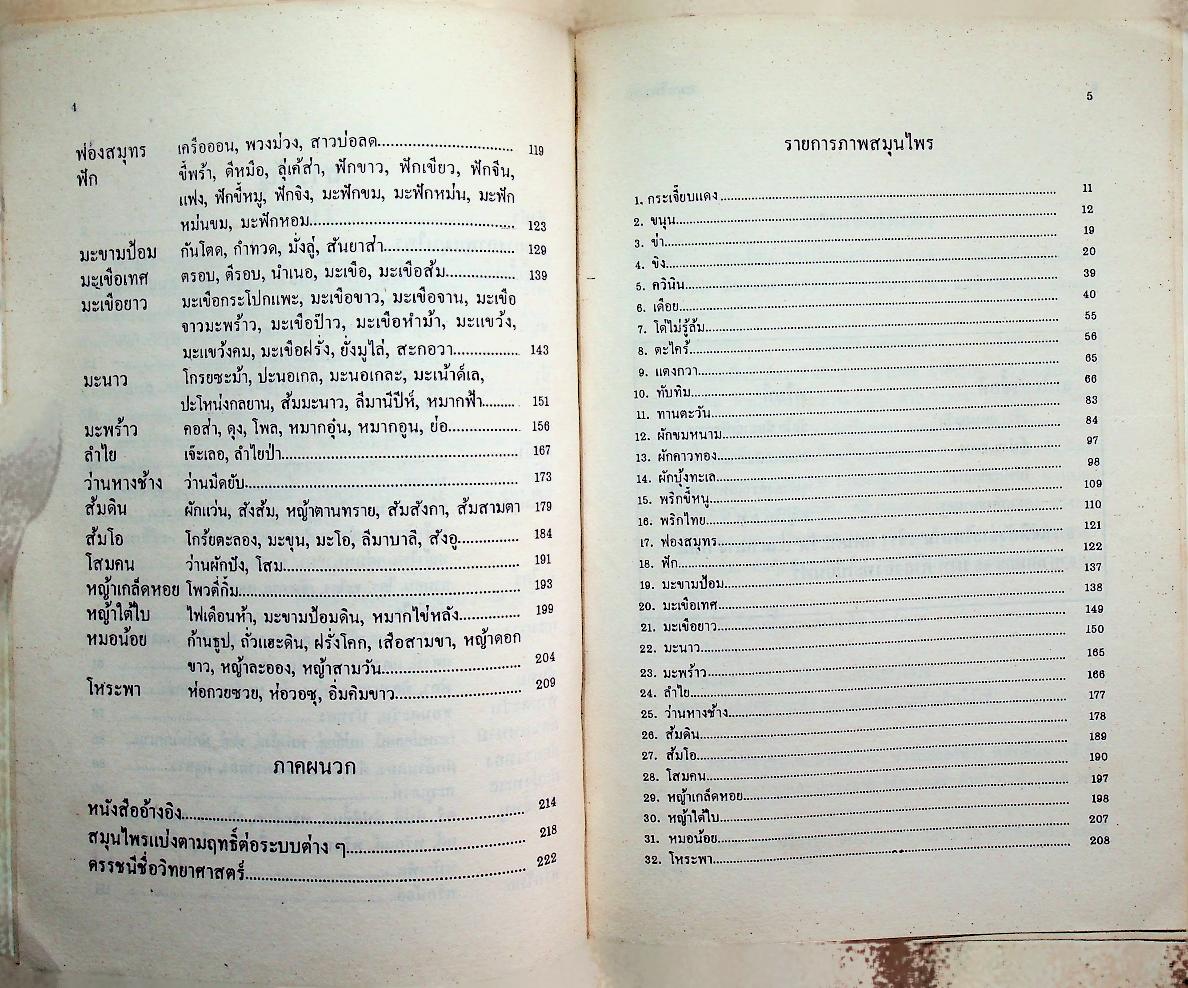 4
ฟองสมุทร เครือออน, พวงม่วง, สาวบ่อลด 119
ฟัก ขี้พร้า, ดีหมือ, ลุ่เค้ส่า, ฟักขาว, ฟักเขียว, ฟักจีน,
แฟง, ฟักขี้หมู, ฟักจิง, มะฟักขม, มะฟักหม่น, มะฟัก
หม่นขม, มะฟักหอม 123
มะขามป้อม กันโตด, กำทวด, มั่งลู่, สันยาส่า 129
มะเขือเทศ ตรอบ, ตีรอบ, น้ำเนอ, มะเขือ, มะเขือส้ม 139
มะเขือยาว มะเขือกระโปกแพะ, มะเขือขาว, มะเขือจาน, มะเขือ
จาวมะพร้าว, มะเขือป๊าว, มะเขือหำม้า, มะแขว้ง,
มะแขว้งคม, มะเขือฝรั่ง, ยั่งมูไล่, สะกอวา 143
มะนาว โกรยชะม้า, ปะนอเกล, มะนอเกละ, มะเน้าด์เล,
ปะโหน่งกลยาน, ส้มมะนาว, ลีมานีปีห์, หมากฟ้า 151
มะพร้าว คอส่า, ดุง, โพล, หมากอุ๋น, หมากอูน, ย่อ 156
ลำไย เจ๊ะเลอ, ลำไยป่า 167
ว่านหางช้าง ว่านมีดยับ 173
ส้มดิน ผักแว่น, สังส้ม, หญ้าตานทราย, ส้มสังกา, ส้มสามตา 179
ส้มโอ โกร้ยตะลอง, มะขุน, มะโอ, ลีมาบาลี, สังอู 184
โสมคน ว่านผักปัง, โสม 191
หญ้าเกล็ดหอย โพวตี่กิ้ม 193
หญ้าใต้ใบ ไฟเดือนห้า, มะขามป้อมดิน, หมากไข่หลัง 199
หมอน้อย ก้านธูป, ถั่วแฮะดิน, ฝรั่งโคก, เสือสามขา, หญ้าดอก
ขาว, หญ้าละออง, หญ้าสามวัน 204
โหระพา ห่อกวยซวย, ห่อวอซุ, อิ่มคิมขาว 209
ภาคผนวก
หนังสืออ้างอิง 214
สมุนไพรแบ่งตามฤทธิ์ต่อระบบต่าง ๆ 218
ดรรชนีชื่อวิทยาศาสตร์ 222
5
รายการภาพสมุนไพร
1. กระเจี๊ยบแดง 11
2. ขนุน 12
3. ข่า 19
4. ขิง 20
5. ควินิน 39
6. เดือย 40
7. โด่ไม่รู้ล้ม 55
8. ตะไคร้ 56
9. แตงกวา 65
10. ทับทิม 66
11. ทานตะวัน 83
12. ผักขมหนาม 84
13. ผักคาวทอง 97
14. ผักบุ้งทะเล 98
15. พริกขี้หนู 109
16. พริกไทย 110
17. ฟองสมุทร 121
18. ฟัก 122
19. มะขามป้อม 137
20. มะเขือเทศ 138
21. มะเขือยาว 149
22. มะนาว 150
23. มะพร้าว 165
24. ลำไย 166
25. ว่านหางช้าง 177
26. ส้มดิน 178
27. ส้มโอ 189
28. โสมคน 190
29. หญ้าเกล็ดหอย 197
30. หญ้าใต้ใบ 198
31. หมอน้อย 207
32. โหระพา 208